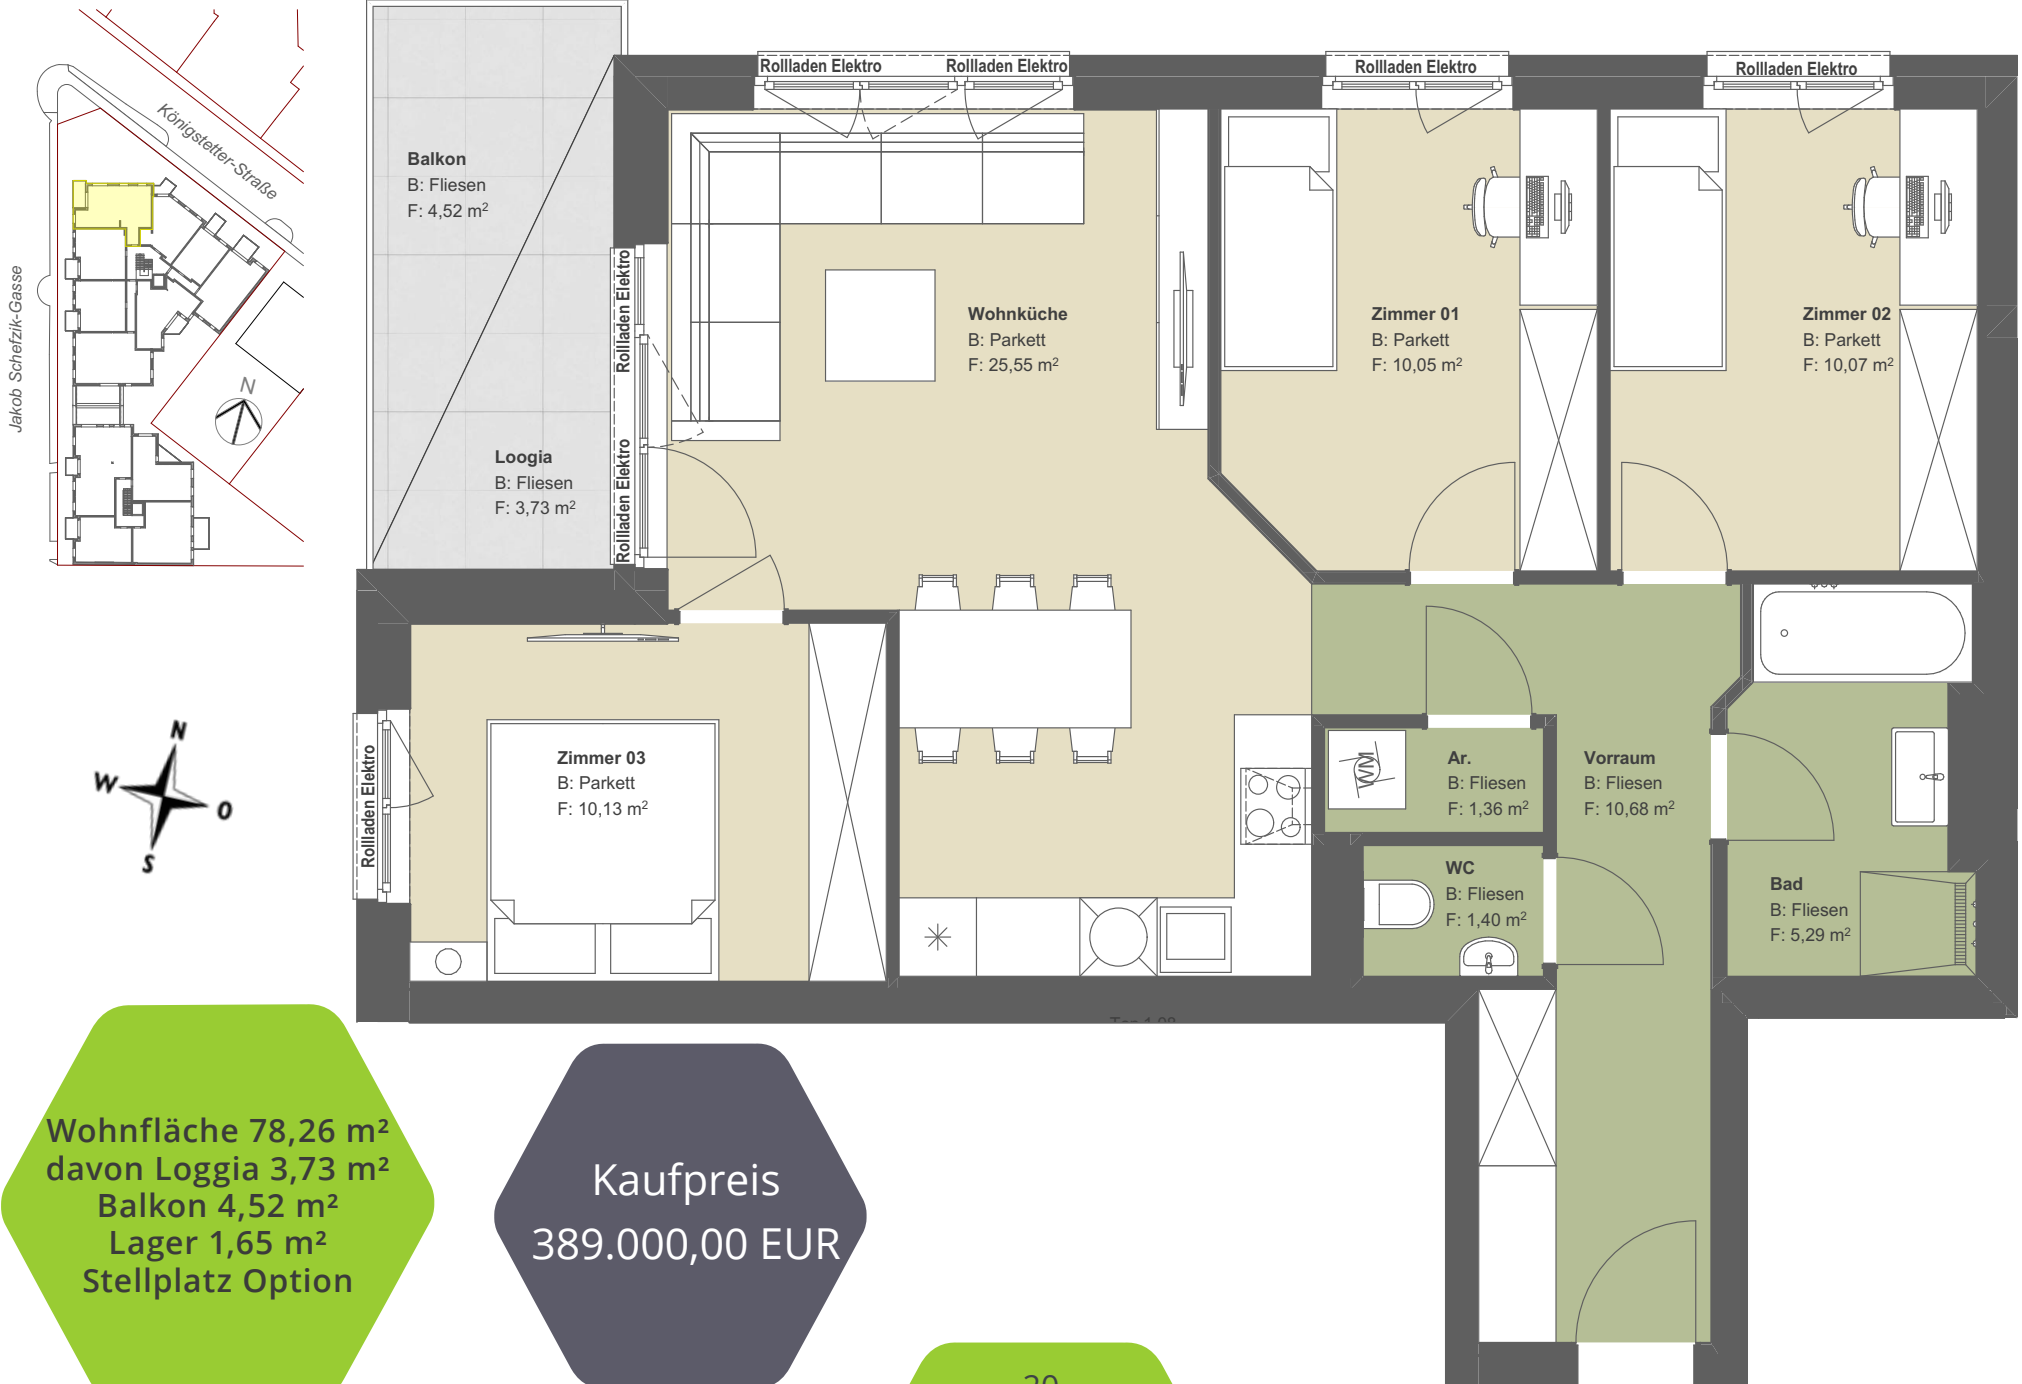 Königstetter-Straße
Jakob Schefzik-Gasse
N
Balkon
B: Fliesen
F: 4,52 m²
Loogia
B: Fliesen
F: 3,73 m²
Rollladen Elektro
Rollladen Elektro
Rollladen Elektro
Rollladen Elektro
Rollladen Elektro
Rollladen Elektro
Wohnküche
B: Parkett
F: 25,55 m²
Zimmer 01
B: Parkett
F: 10,05 m²
Zimmer 02
B: Parkett
F: 10,07 m²
N
W
O
S
Rollladen Elektro
Zimmer 03
B: Parkett
F: 10,13 m²
WM
Ar.
B: Fliesen
F: 1,36 m²
Vorraum
B: Fliesen
F: 10,68 m²
WC
B: Fliesen
F: 1,40 m²
Bad
B: Fliesen
F: 5,29 m²
Wohnfläche 78,26 m²
davon Loggia 3,73 m²
Balkon 4,52 m²
Lager 1,65 m²
Stellplatz Option
Kaufpreis
389.000,00 EUR